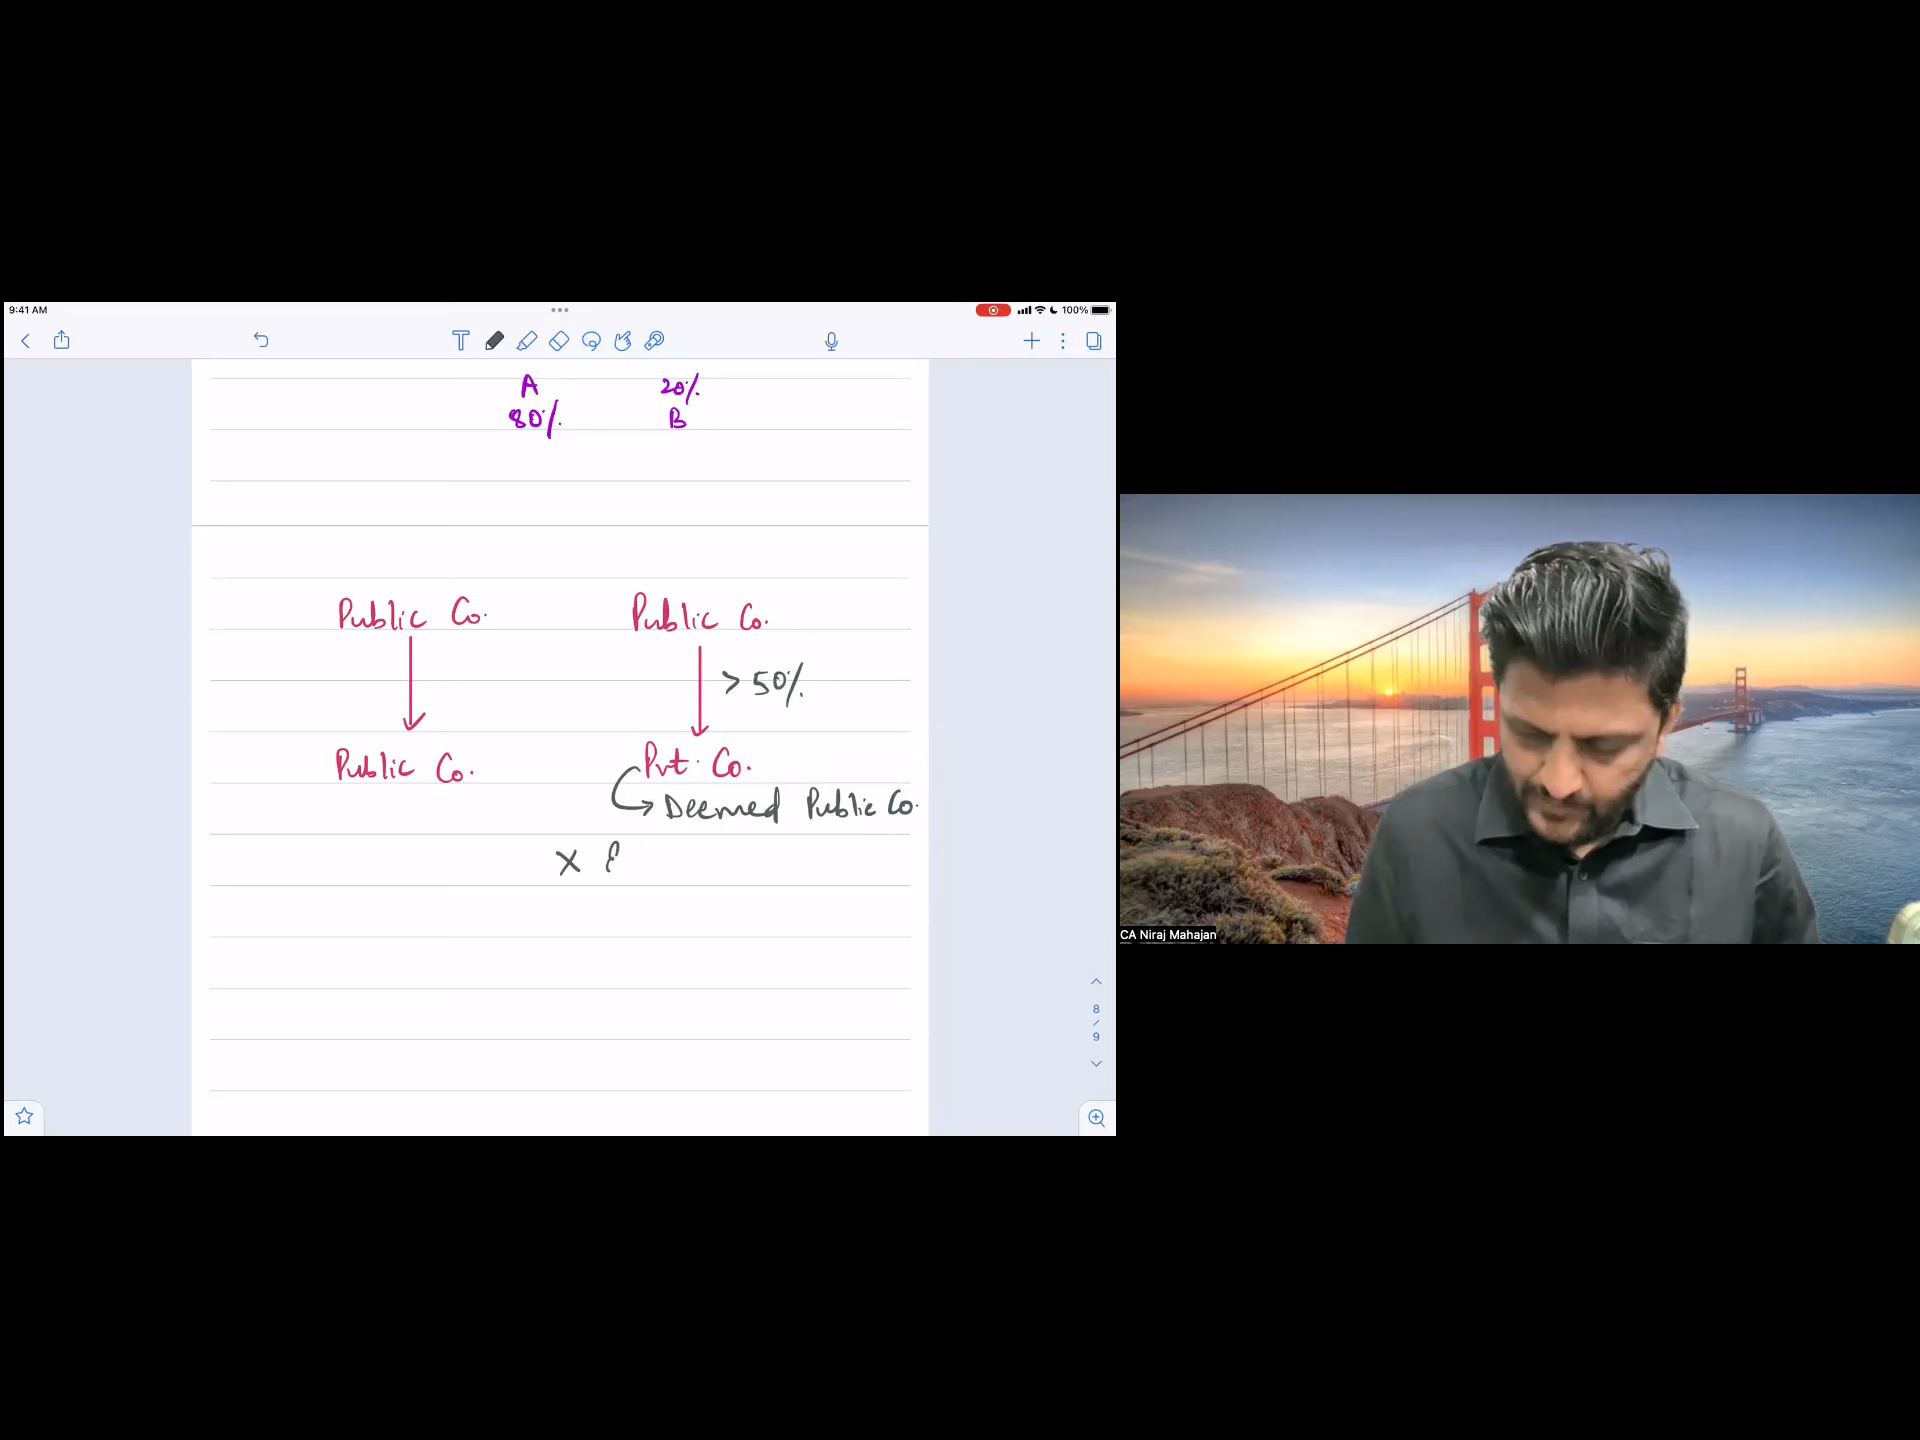 9:41 AM
100%
A 20%
80% B
Public Co. Public Co.
> 50%
Public Co. Pvt. Co.
Deemed Public Co.
X
CA Niraj Mahajan
8
/
9